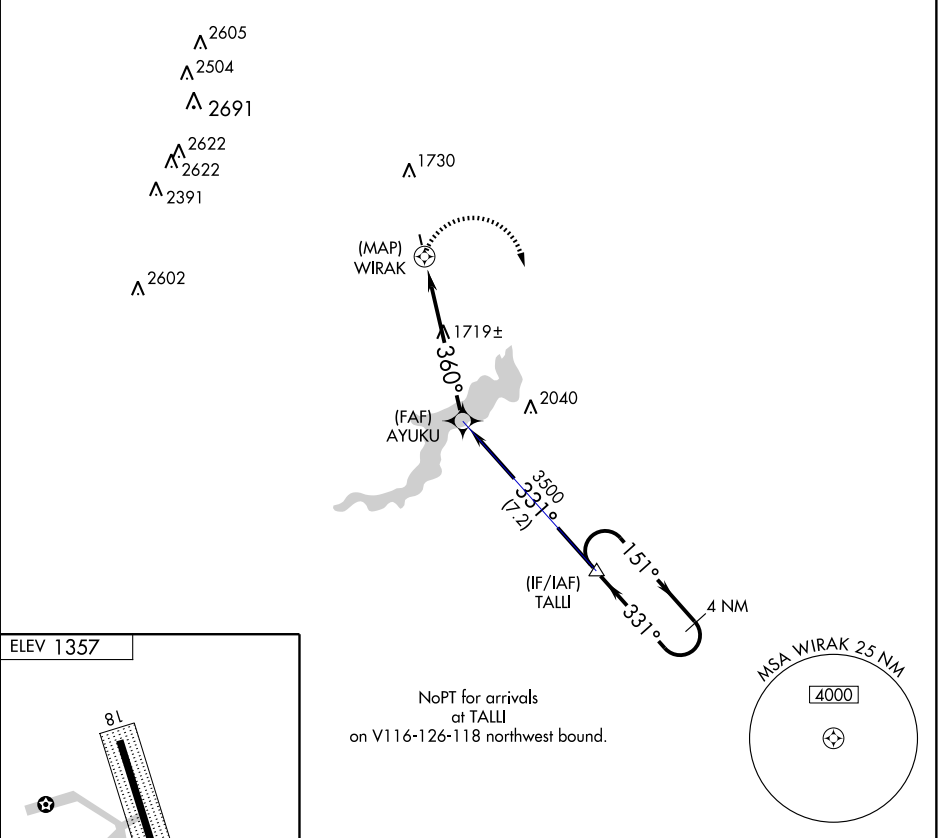 2605
2504
2691
2622
2622
2391
1730
(MAP)
WIRAK
2602
1719±
360°
2040
(FAF)
AYUKU
3500
331°
(7.2)
151°
(IF/IAF)
TALLI
4 NM
331°
ELEV 1357
18
NoPT for arrivals
at TALLI
on V116-126-118 northwest bound.
MSA WIRAK 25 NM
4000